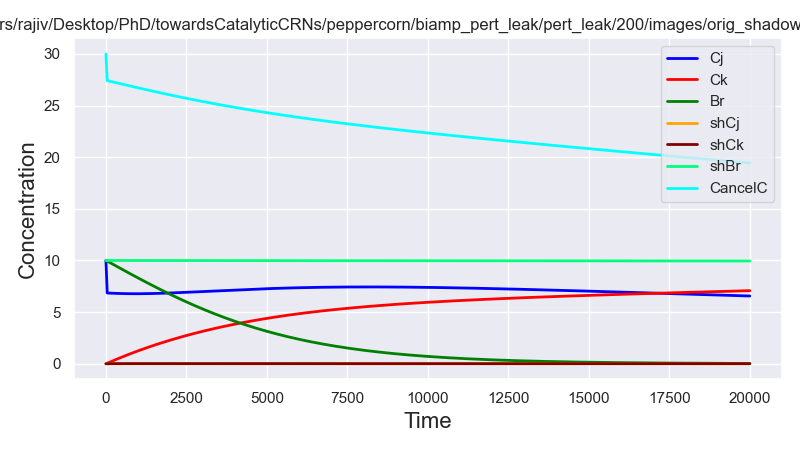 rs/rajiv/Desktop/PhD/towardsCatalyticCRNs/peppercorn/biamp_pert_leak/pert_leak/200/images/orig_shadow
30
25
20
15
10
5
0
Concentration
0 2500 5000 7500 10000 12500 15000 17500 20000
Time
Cj
Ck
Br
shCj
shCk
shBr
CancelC